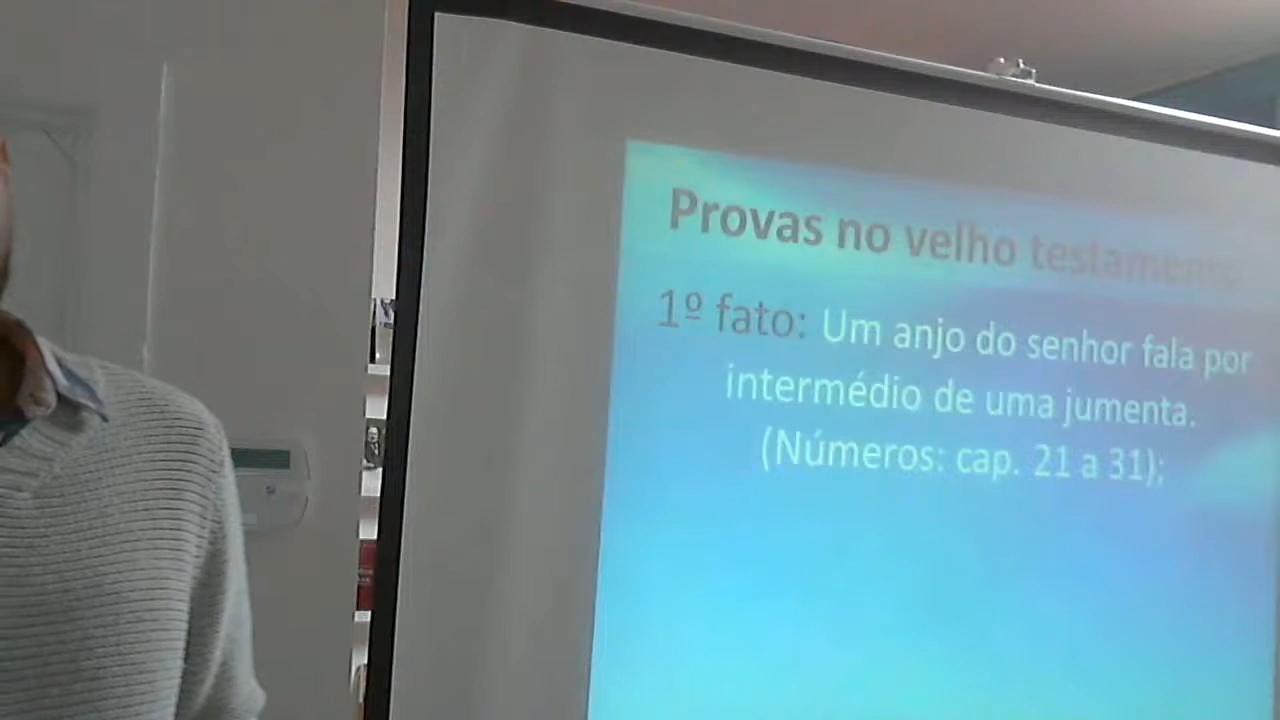 Provas no velho testamento
1º fato: Um anjo do senhor fala por
intermédio de uma jumenta.
(Números: cap. 21 a 31);